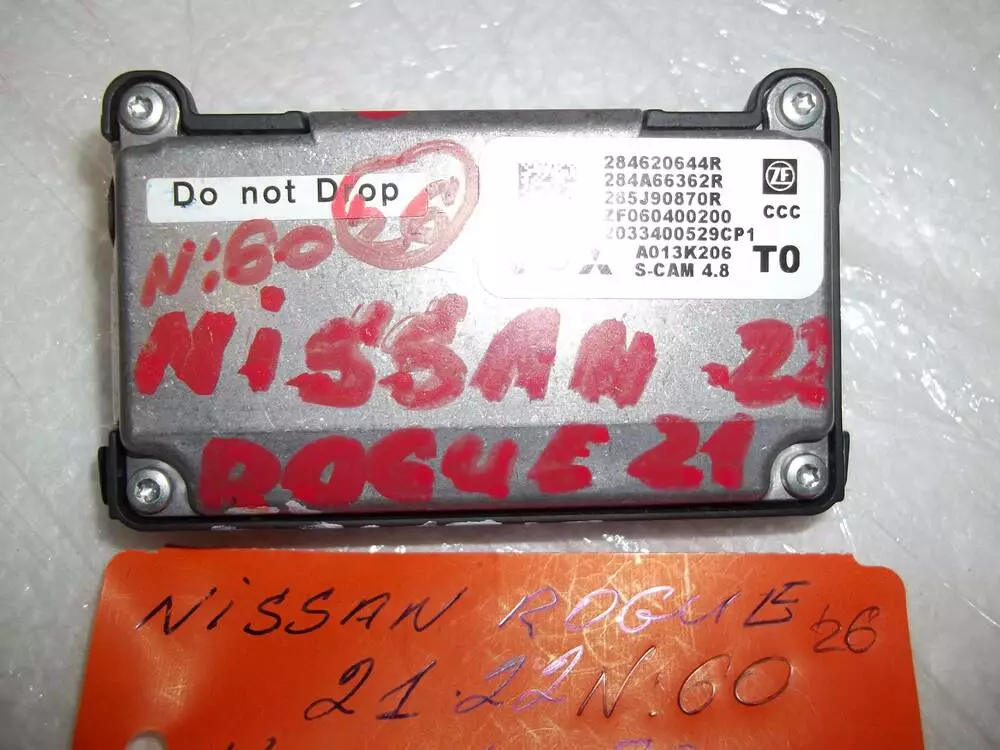 Do not Drop
284620644R
284A66362R
285J90870R
ZF060400200
2033400529CP1
A013K206
S-CAM 4.8
ZF
CCC
T0
N:60
NiSSAN.22
ROGUE 21
NiSSAN ROGUE 26
21.22 N:60